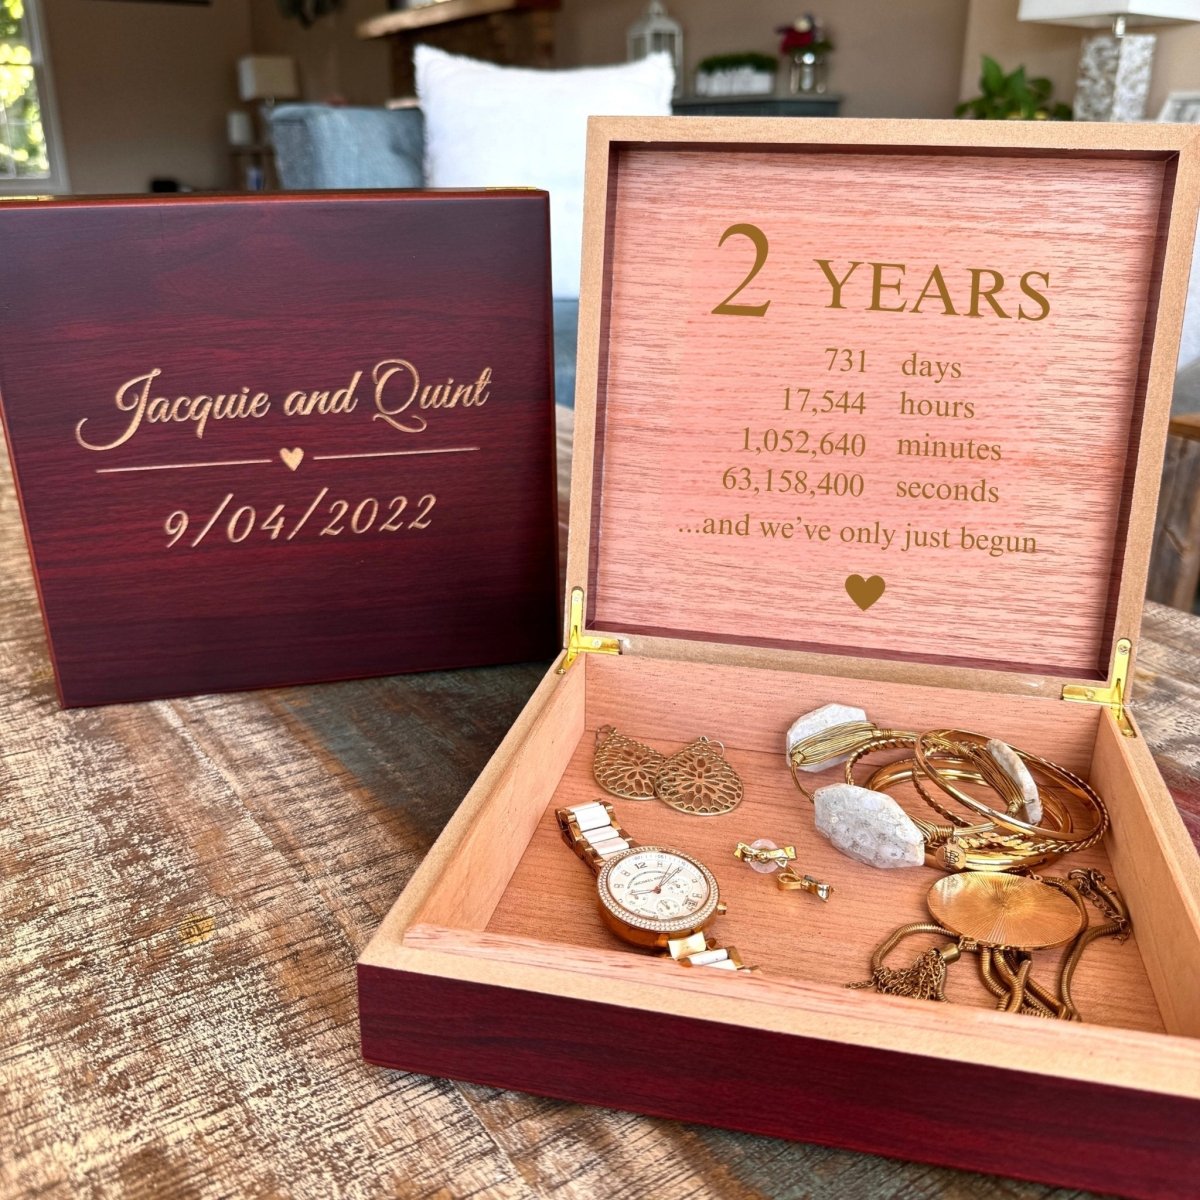 Jacquie and Quint
9/04/2022
2 YEARS
731 days
17,544 hours
1,052,640 minutes
63,158,400 seconds
...and we've only just begun